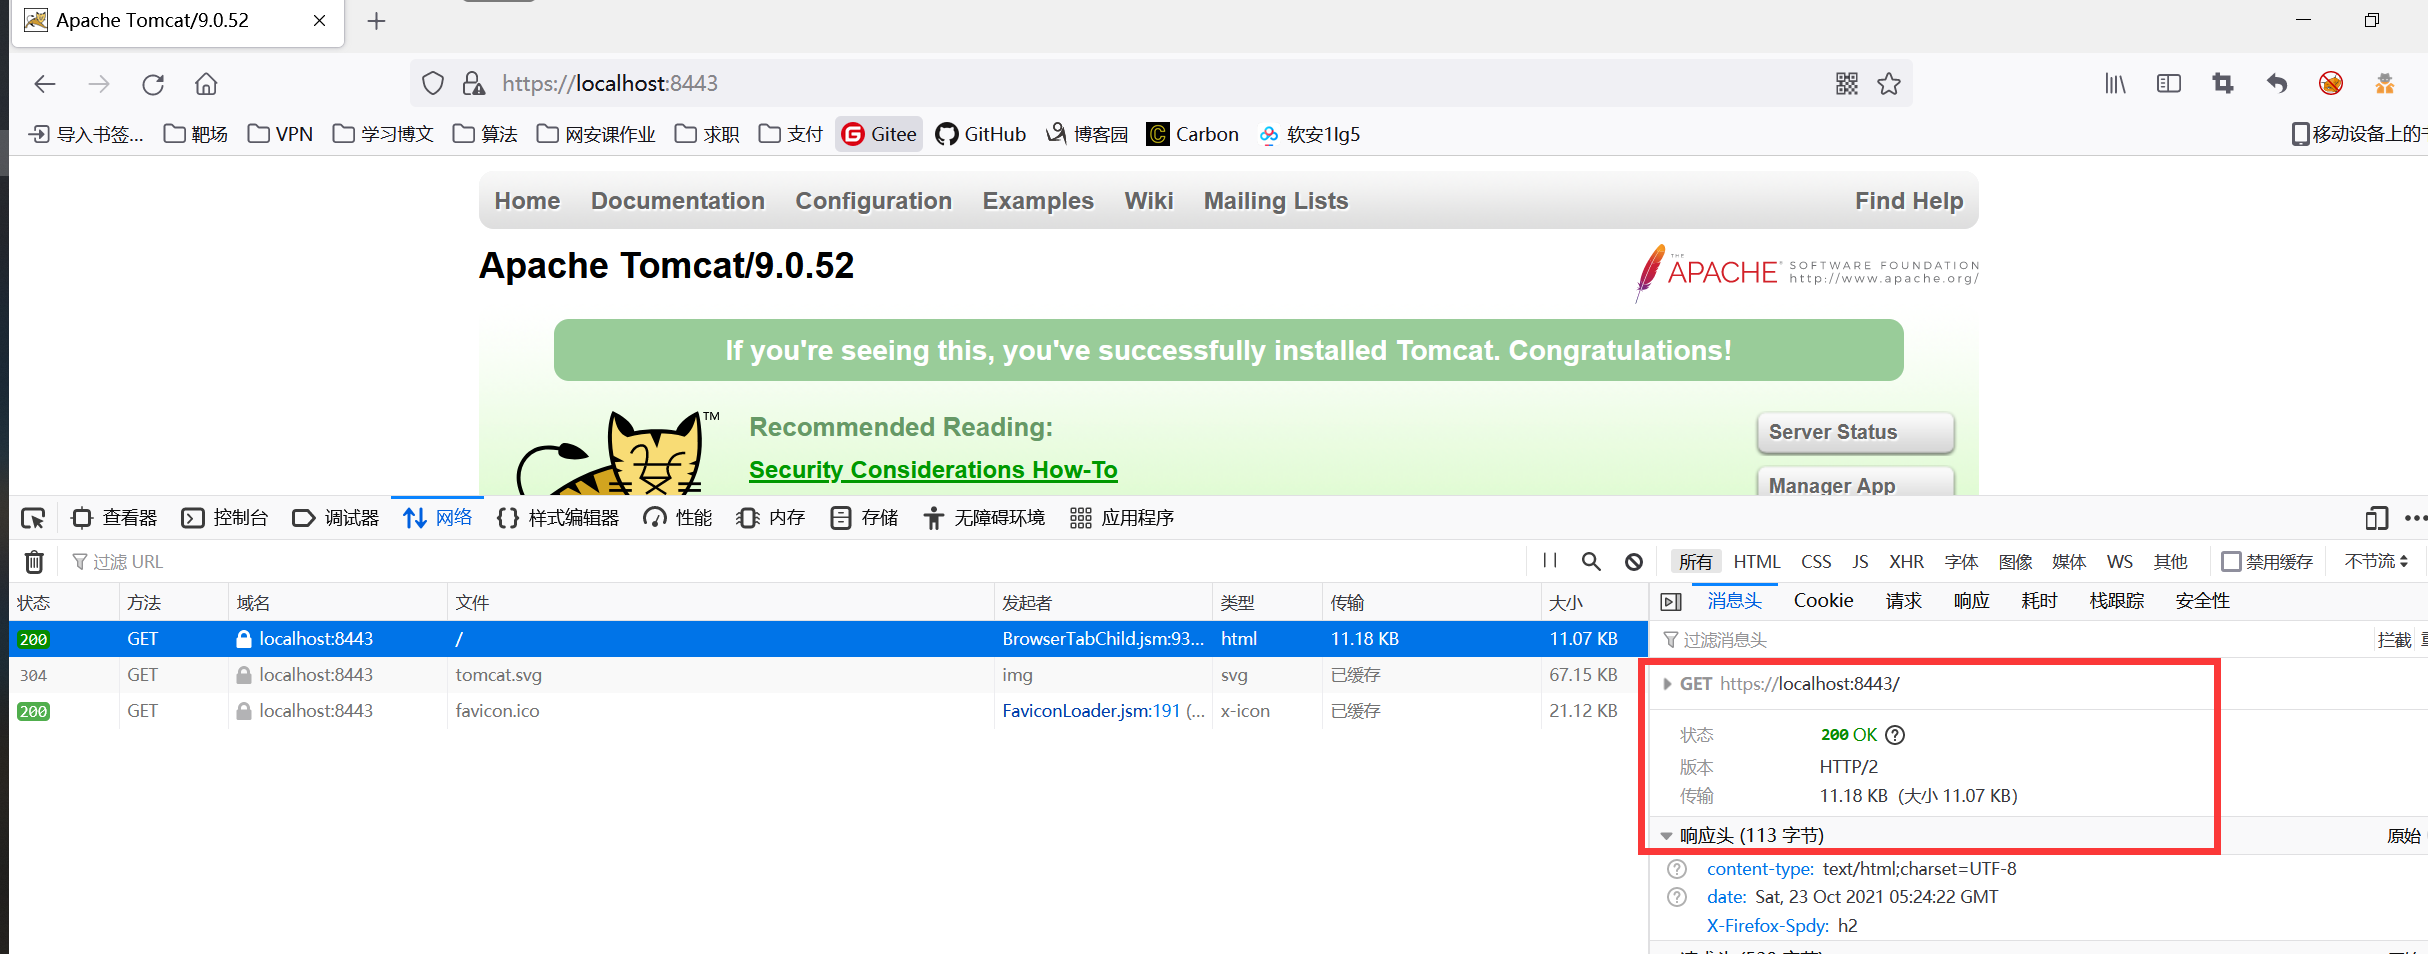 Apache Tomcat/9.0.52
https://localhost:8443
导入书签... 靶场 VPN 学习博文 算法 网安课作业 求职 支付 Gitee GitHub 博客园 Carbon 软安1lg5 移动设备上的
Home Documentation Configuration Examples Wiki Mailing Lists Find Help
Apache Tomcat/9.0.52
THE APACHE® SOFTWARE FOUNDATION
http://www.apache.org/
If you're seeing this, you've successfully installed Tomcat. Congratulations!
TM
Recommended Reading:
Security Considerations How-To
Server Status
Manager App
查看器 控制台 调试器 网络 {} 样式编辑器 性能 内存 存储 无障碍环境 应用程序
过滤 URL
所有 HTML CSS JS XHR 字体 图像 媒体 WS 其他 禁用缓存 不节流
状态 方法 域名 文件 发起者 类型 传输 大小
200 GET localhost:8443 / BrowserTabChild.jsm:93... html 11.18 KB 11.07 KB
304 GET localhost:8443 tomcat.svg img svg 已缓存 67.15 KB
200 GET localhost:8443 favicon.ico FaviconLoader.jsm:191 (... x-icon 已缓存 21.12 KB
消息头 Cookie 请求 响应 耗时 栈跟踪 安全性
过滤消息头 拦截
GET https://localhost:8443/
状态 200 OK ?
版本 HTTP/2
传输 11.18 KB（大小 11.07 KB）
响应头 (113 字节) 原始
? content-type: text/html;charset=UTF-8
? date: Sat, 23 Oct 2021 05:24:22 GMT
X-Firefox-Spdy: h2